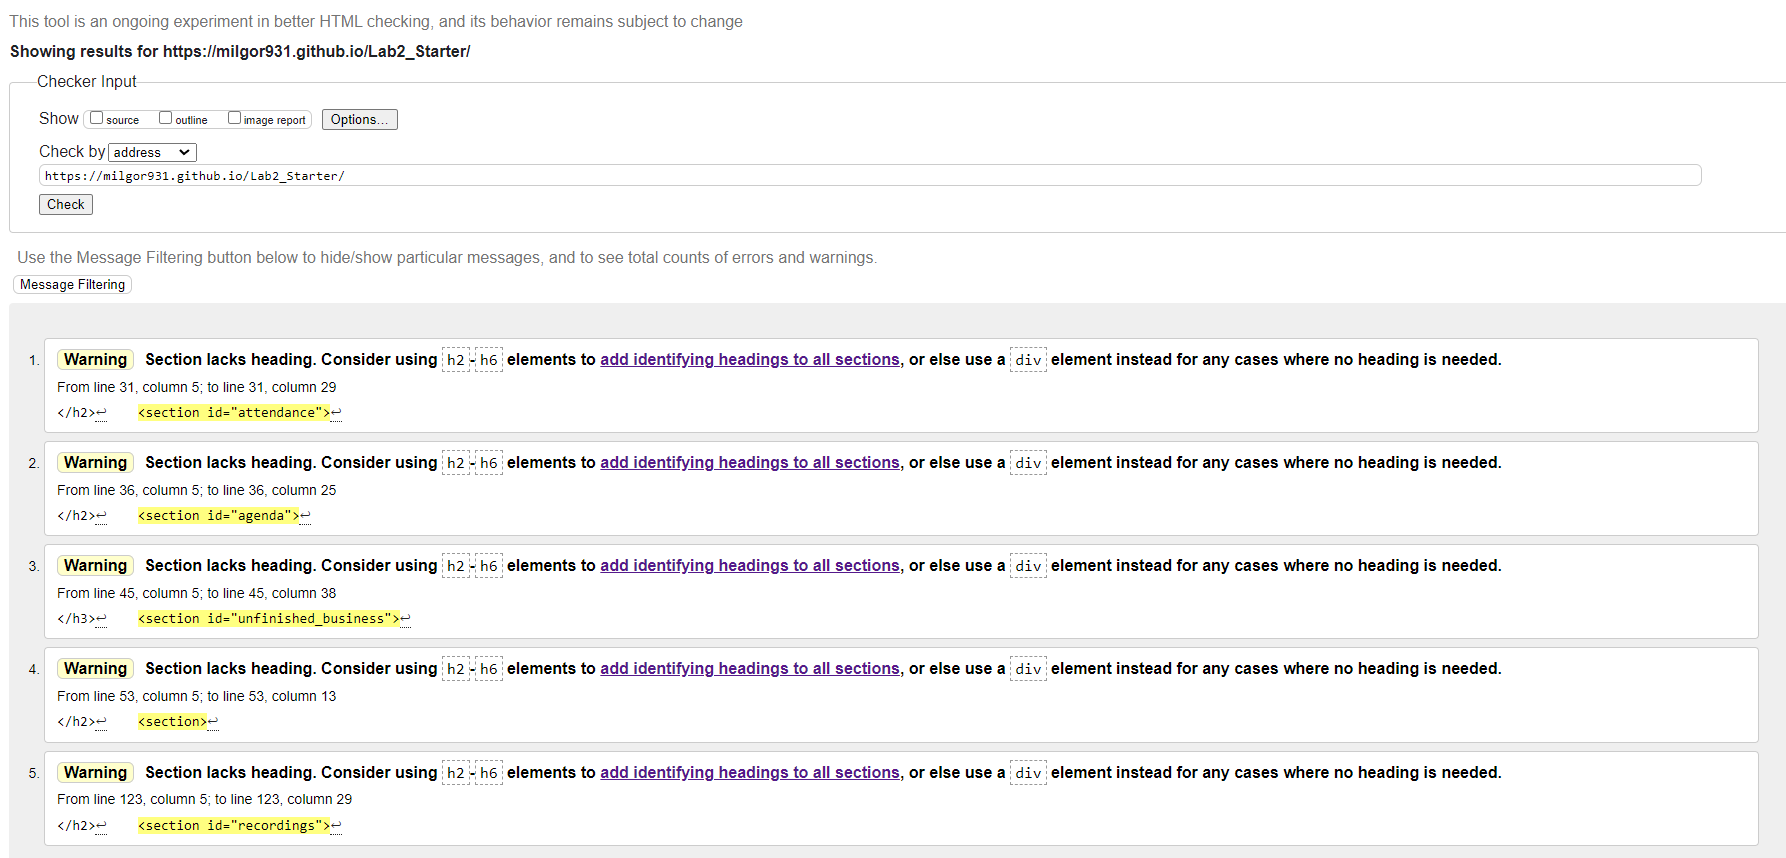 This tool is an ongoing experiment in better HTML checking, and its behavior remains subject to change
Showing results for https://milgor931.github.io/Lab2_Starter/
Checker Input
Show source outline image report Options...
Check by address
https://milgor931.github.io/Lab2_Starter/
Check
Use the Message Filtering button below to hide/show particular messages, and to see total counts of errors and warnings.
Message Filtering
1. Warning Section lacks heading. Consider using h2-h6 elements to add identifying headings to all sections, or else use a div element instead for any cases where no heading is needed.
From line 31, column 5; to line 31, column 29
</h2>↩ <section id="attendance">↩
2. Warning Section lacks heading. Consider using h2-h6 elements to add identifying headings to all sections, or else use a div element instead for any cases where no heading is needed.
From line 36, column 5; to line 36, column 25
</h2>↩ <section id="agenda">↩
3. Warning Section lacks heading. Consider using h2-h6 elements to add identifying headings to all sections, or else use a div element instead for any cases where no heading is needed.
From line 45, column 5; to line 45, column 38
</h3>↩ <section id="unfinished_business">↩
4. Warning Section lacks heading. Consider using h2-h6 elements to add identifying headings to all sections, or else use a div element instead for any cases where no heading is needed.
From line 53, column 5; to line 53, column 13
</h2>↩ <section>↩
5. Warning Section lacks heading. Consider using h2-h6 elements to add identifying headings to all sections, or else use a div element instead for any cases where no heading is needed.
From line 123, column 5; to line 123, column 29
</h2>↩ <section id="recordings">↩